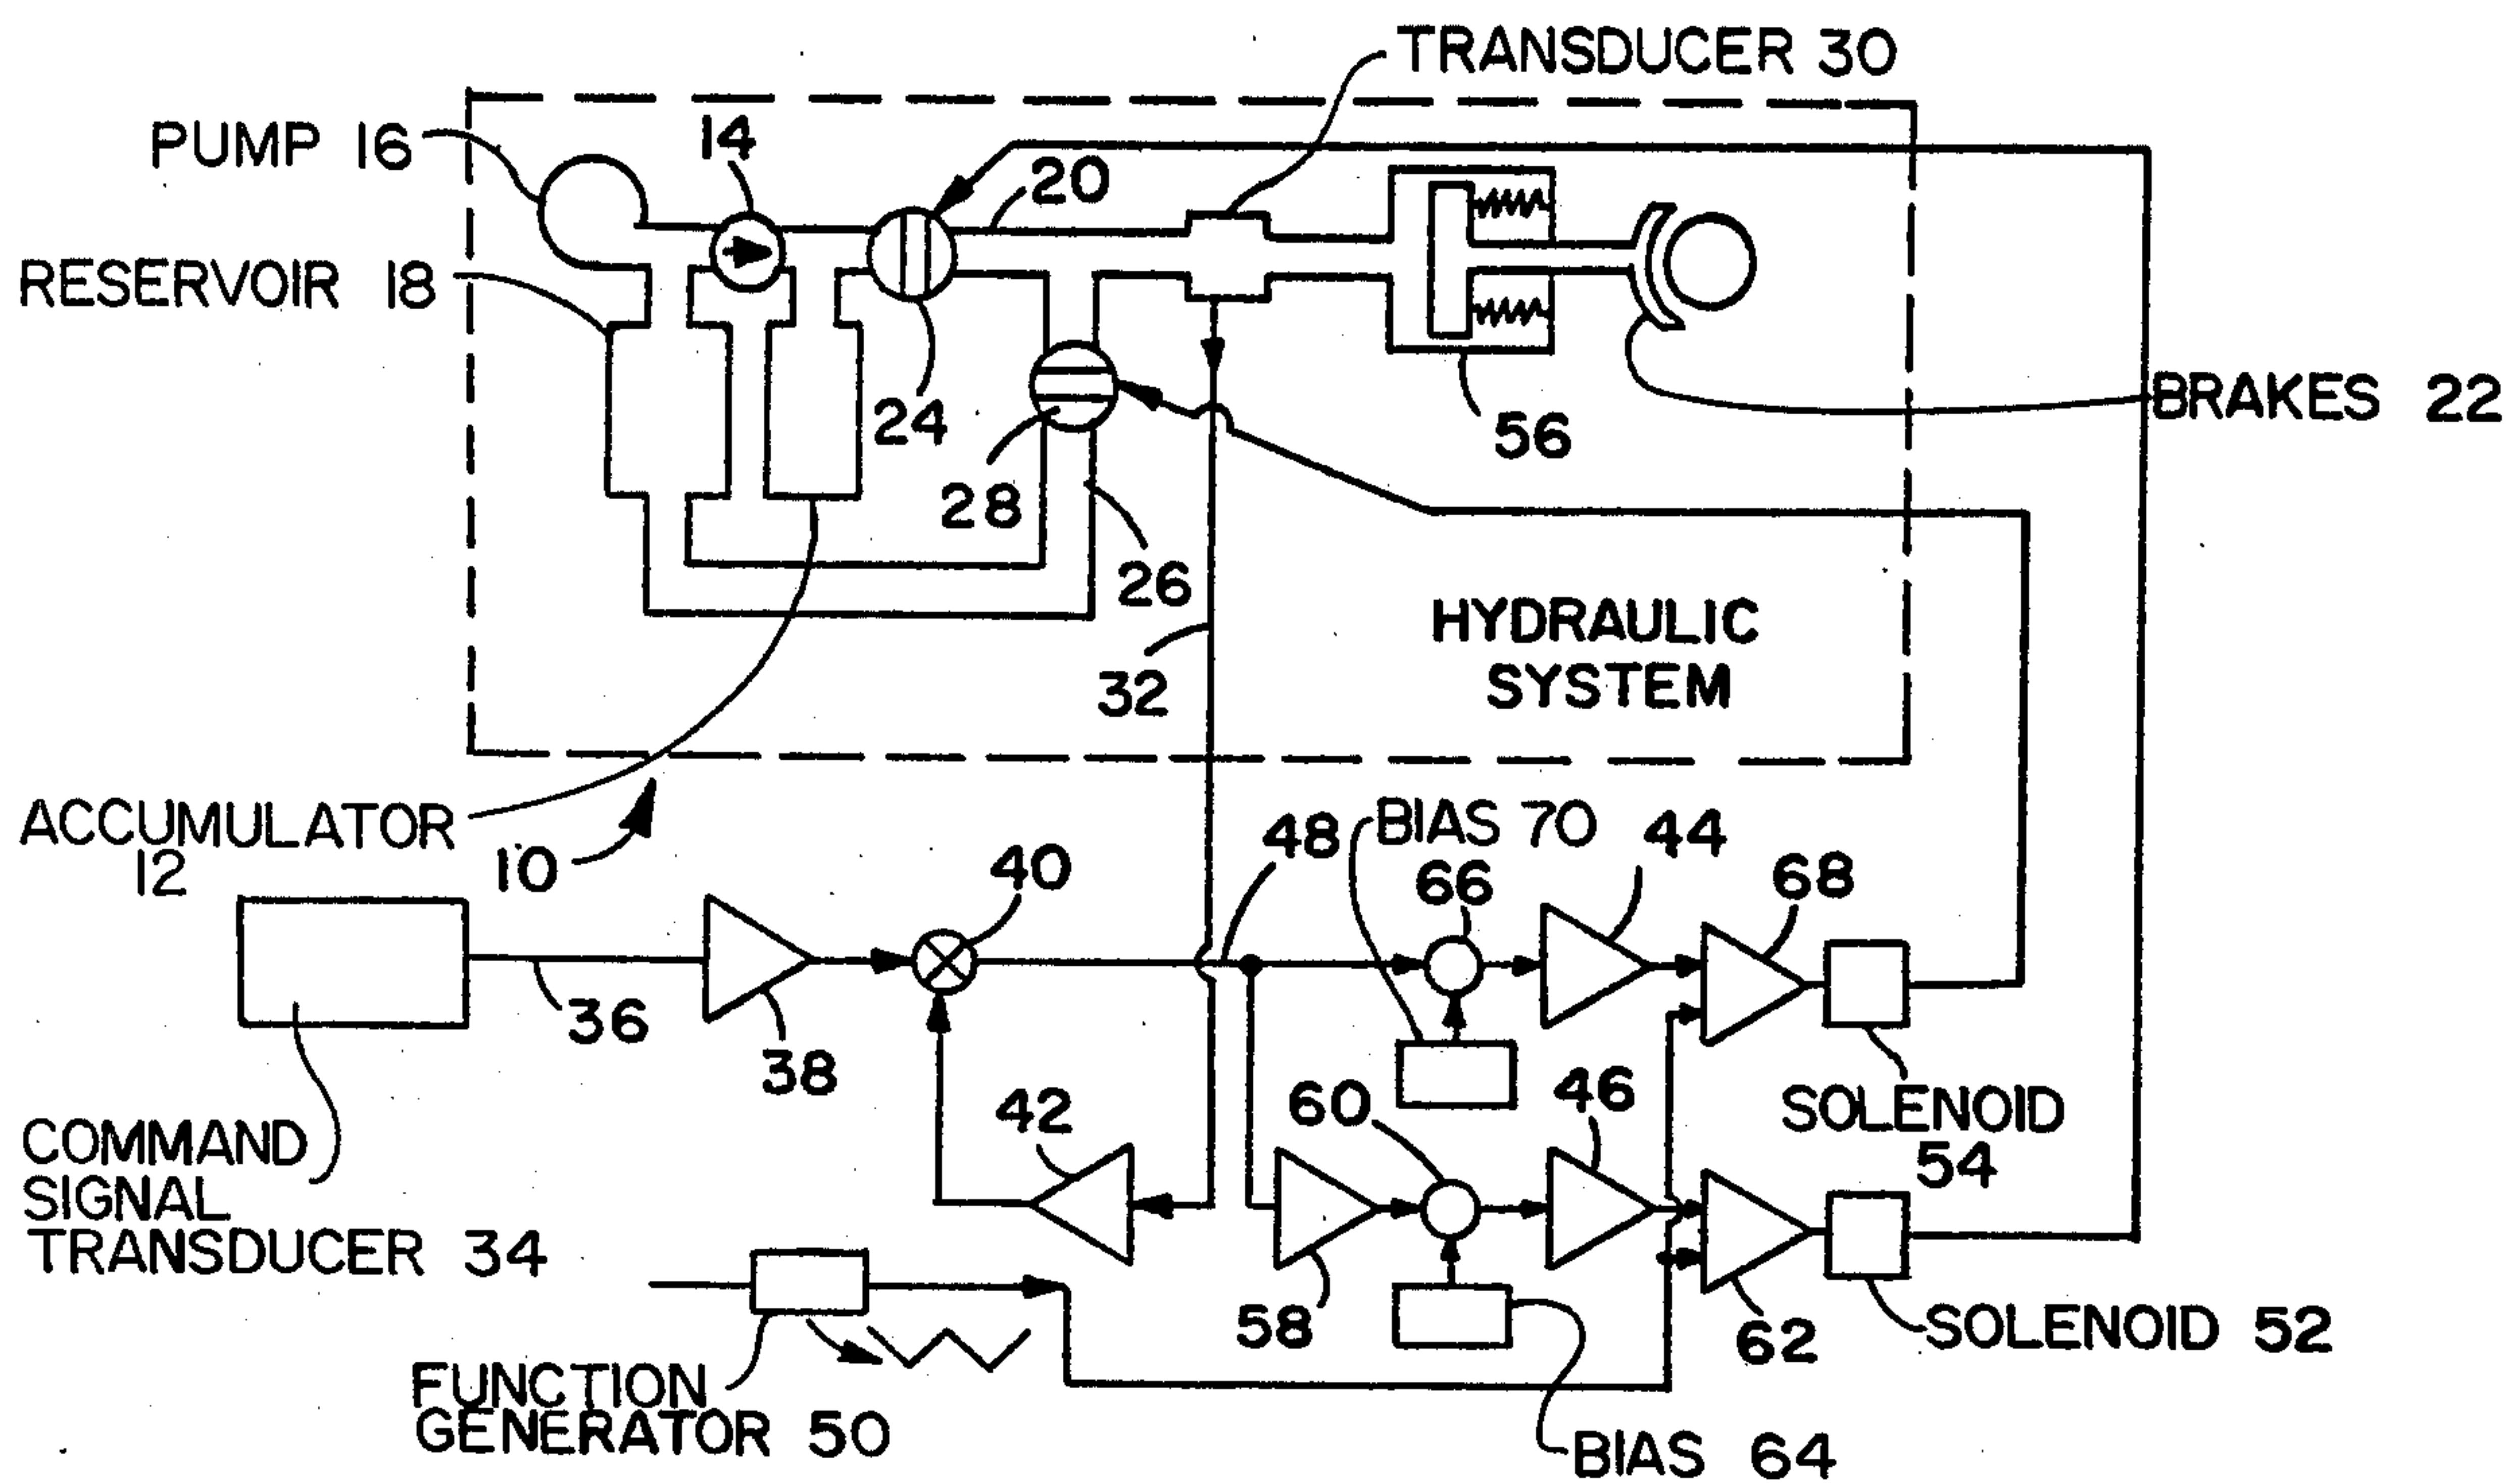 TRANSDUCER 30
PUMP 16
14
20
RESERVOIR 18
24
BRAKES 22
56
28
26
HYDRAULIC
SYSTEM
32
ACCUMULATOR
12
10
40
48
BIAS 70
66
44
68
36
38
42
60
46
SOLENOID
54
COMMAND
SIGNAL
TRANSDUCER 34
58
62
SOLENOID 52
FUNCTION
GENERATOR 50
BIAS 64